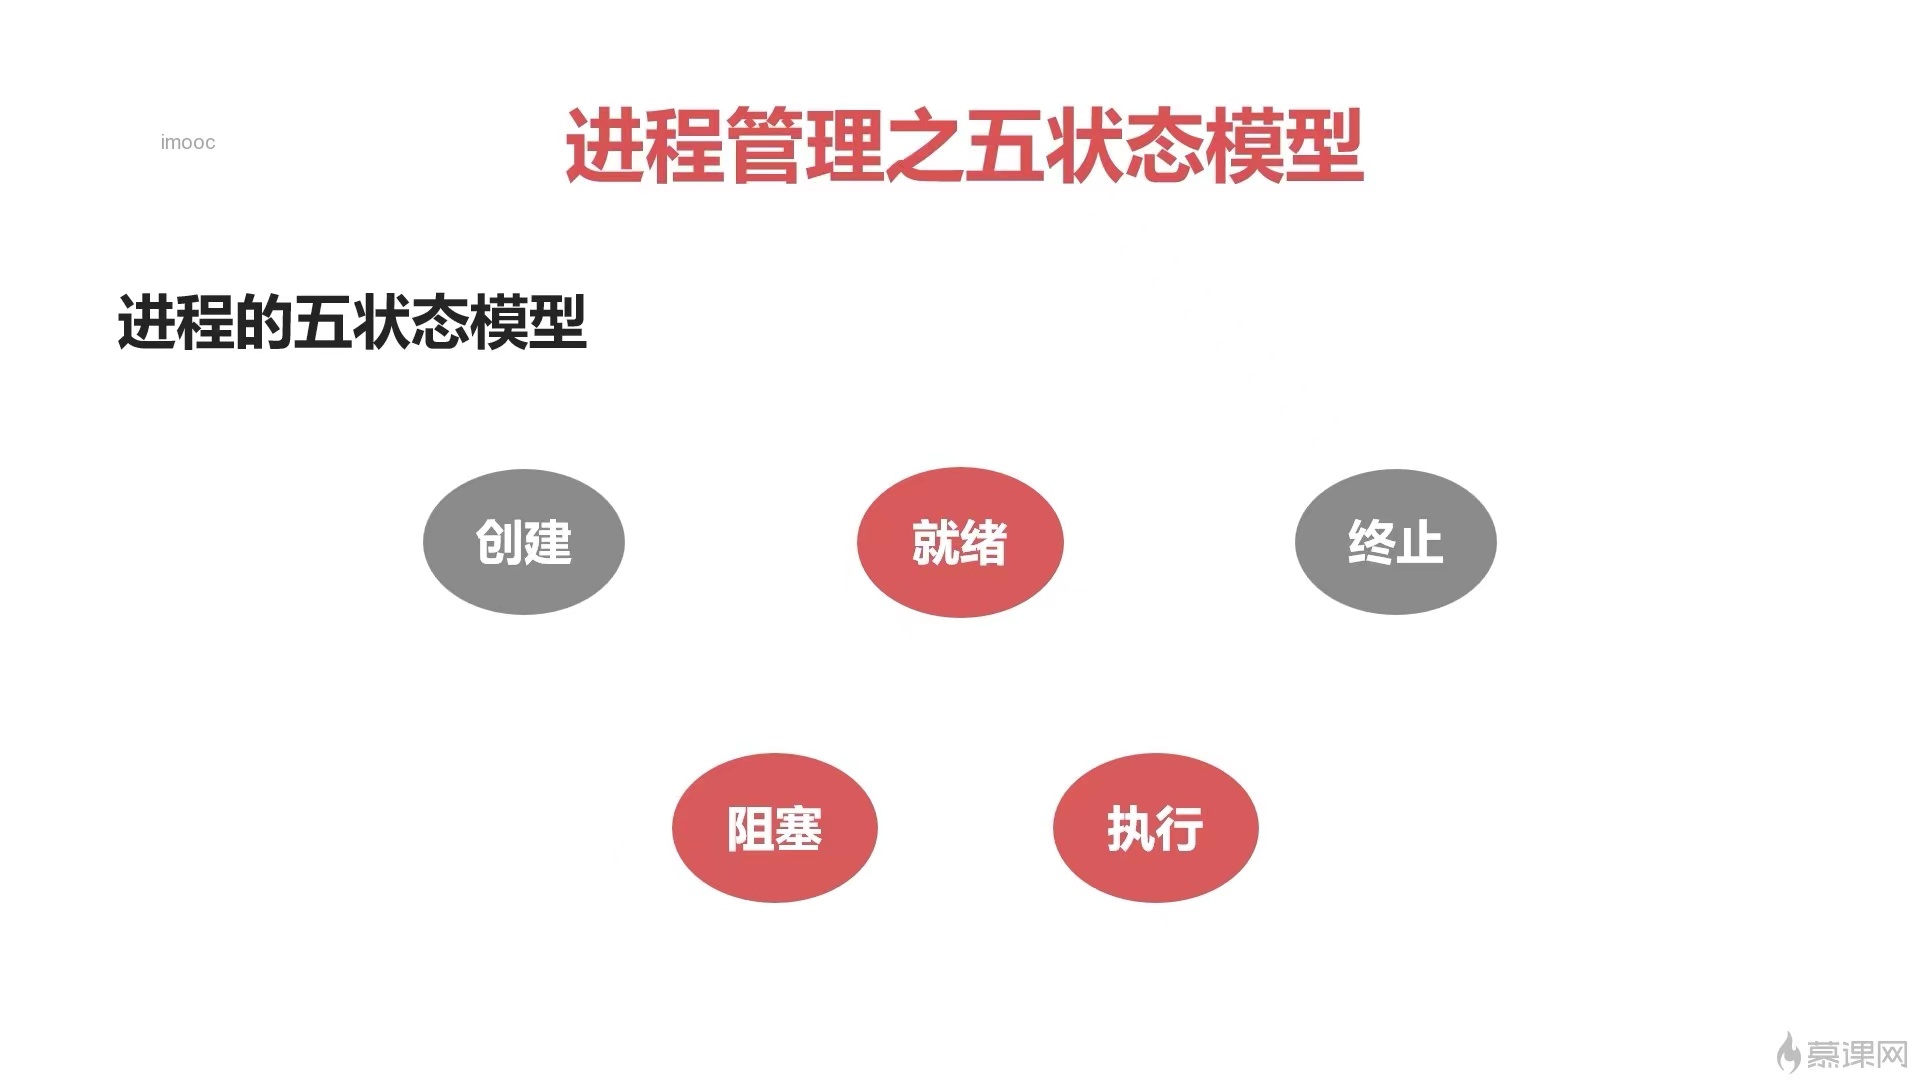 imooc
进程管理之五状态模型
进程的五状态模型
创建
就绪
终止
阻塞
执行
慕课网